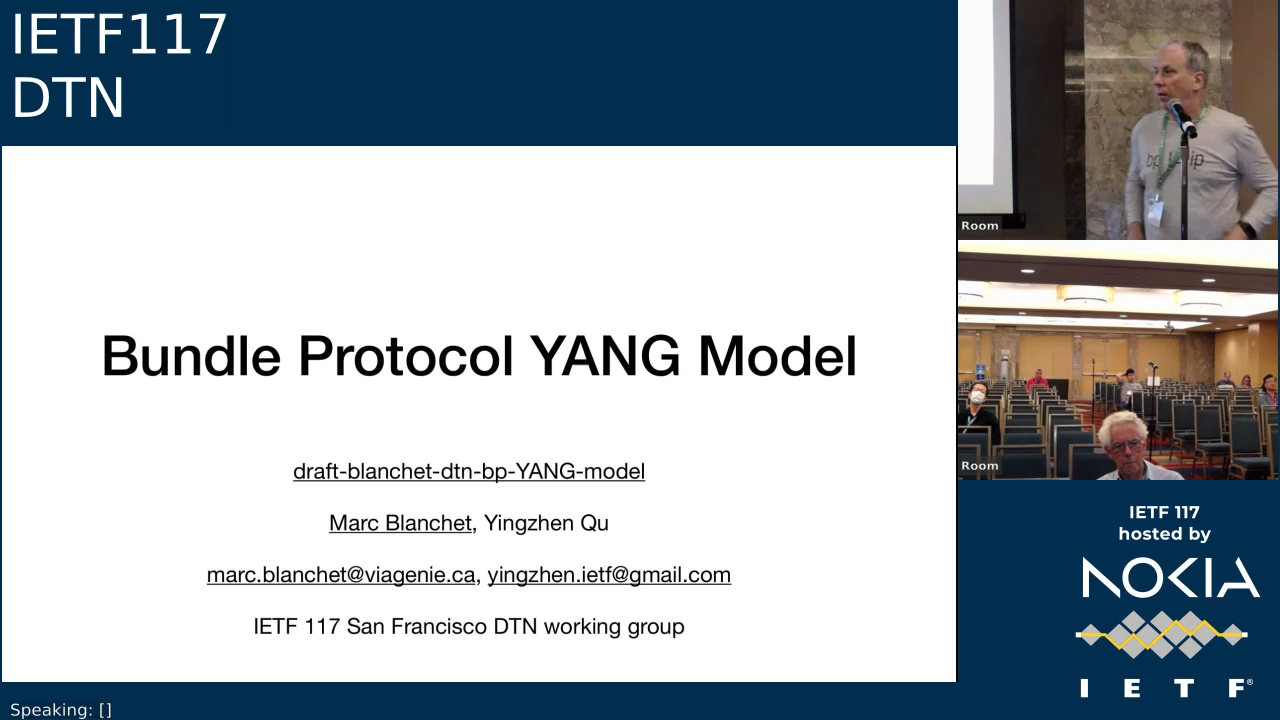 IETF117
DTN
Bundle Protocol YANG Model
draft-blanchet-dtn-bp-YANG-model
Marc Blanchet, Yingzhen Qu
marc.blanchet@viagenie.ca, yingzhen.ietf@gmail.com
IETF 117 San Francisco DTN working group
Speaking: []
Room
Room
IETF 117
hosted by
NOKIA
I E T F®